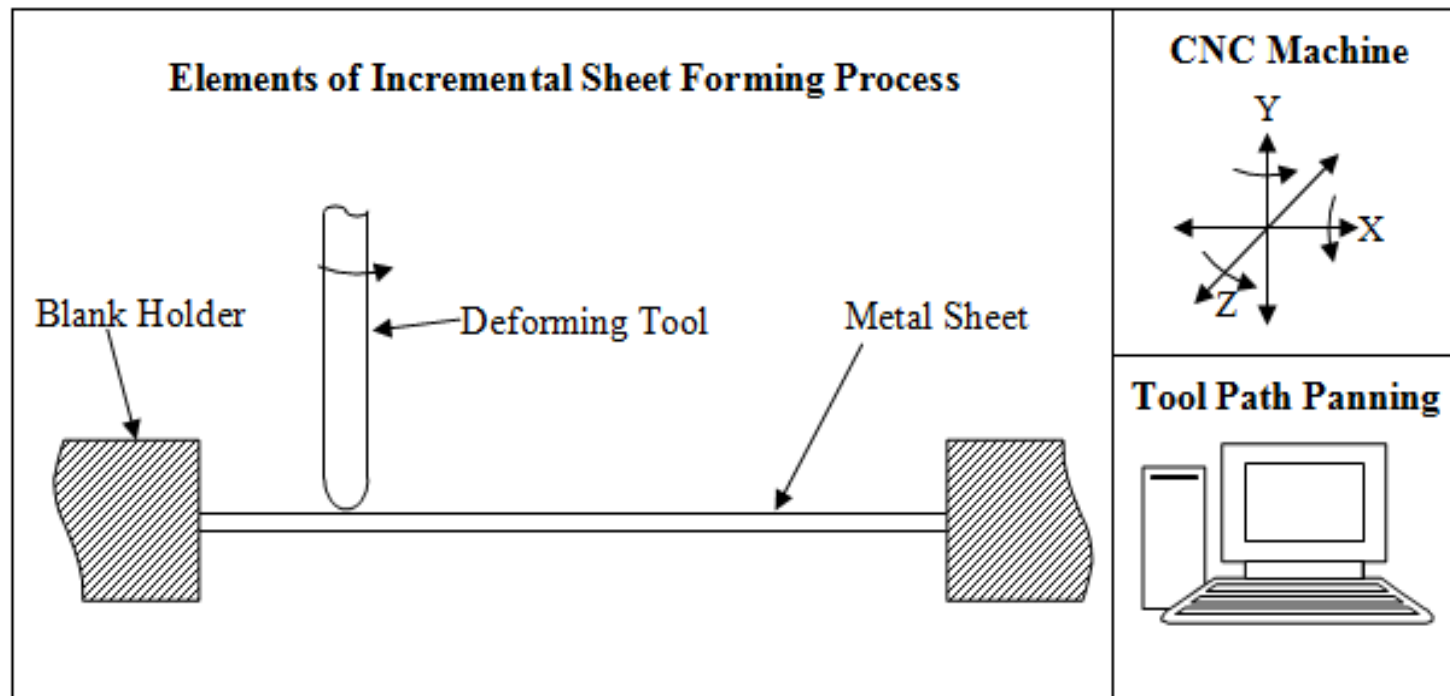 Elements of Incremental Sheet Forming Process
Blank Holder
Deforming Tool
Metal Sheet
CNC Machine
Y
X
Z
Tool Path Panning